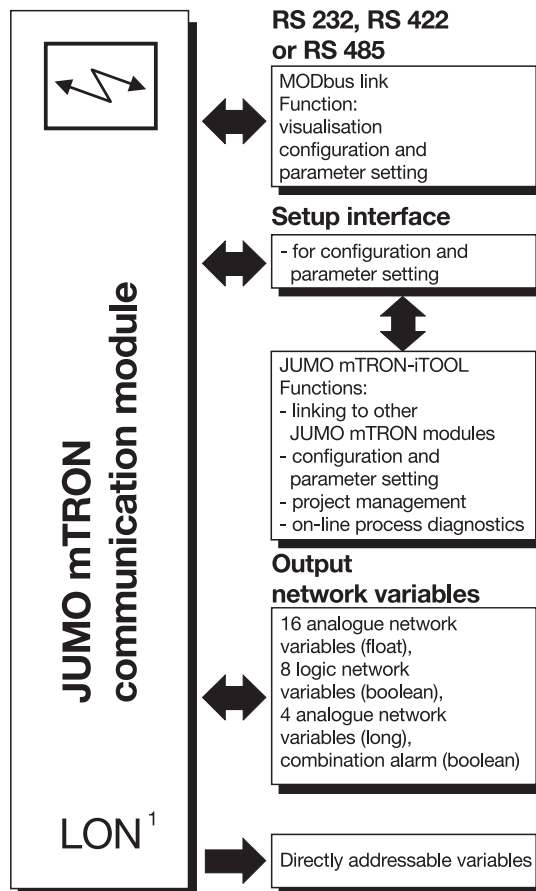 JUMO mTRON
communication module
LON 1
RS 232, RS 422
or RS 485
MODbus link
Function:
visualisation
configuration and
parameter setting
Setup interface
- for configuration and
parameter setting
JUMO mTRON-iTOOL
Functions:
- linking to other
JUMO mTRON modules
- configuration and
parameter setting
- project management
- on-line process diagnostics
Output
network variables
16 analogue network
variables (float),
8 logic network
variables (boolean),
4 analogue network
variables (long),
combination alarm (boolean)
Directly addressable variables